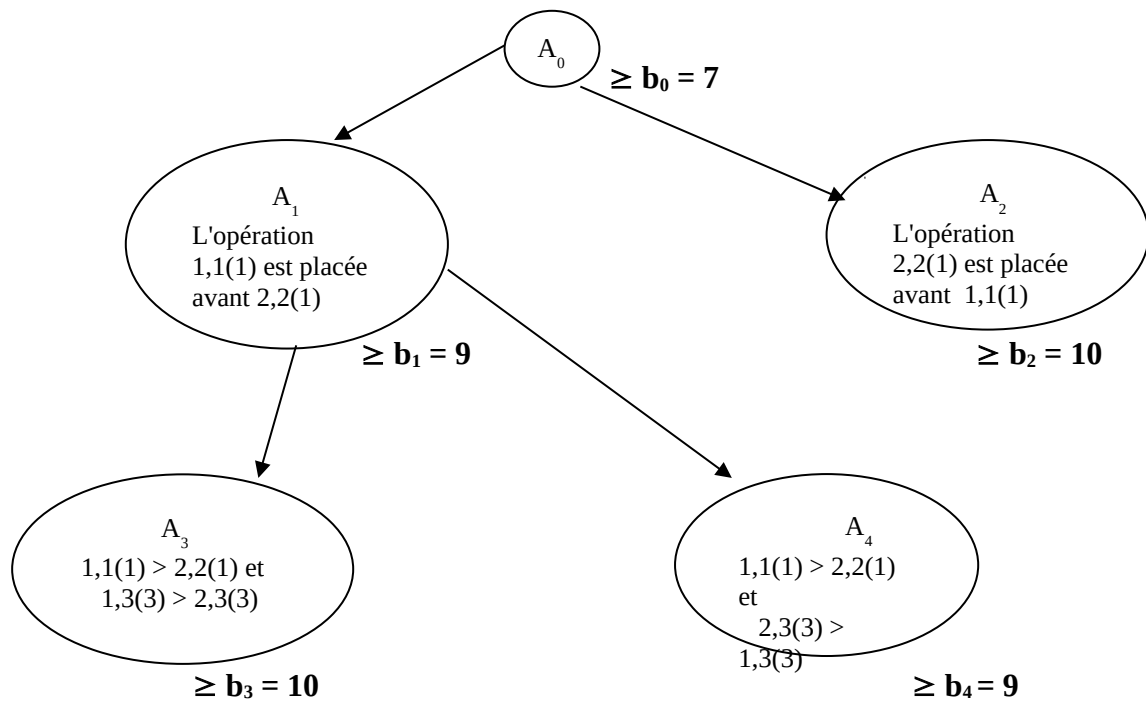 A₀
≥ b₀ = 7
A₁
L'opération
1,1(1) est placée
avant 2,2(1)
≥ b₁ = 9
A₂
L'opération
2,2(1) est placée
avant 1,1(1)
≥ b₂ = 10
A₃
1,1(1) > 2,2(1) et
1,3(3) > 2,3(3)
≥ b₃ = 10
A₄
1,1(1) > 2,2(1)
et
2,3(3) >
1,3(3)
≥ b₄ = 9